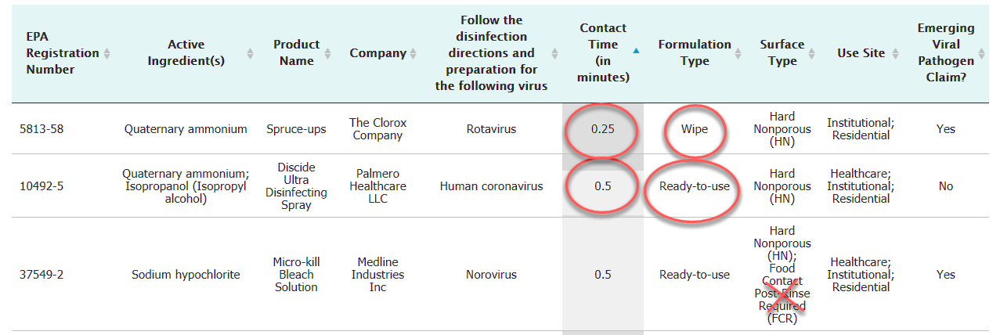 EPA
Registration
Number
Active
Ingredient(s)
Product
Name
Company
Follow the
disinfection
directions and
preparation for
the following virus
Contact
Time
(in
minutes)
Formulation
Type
Surface
Type
Use Site
Emerging
Viral
Pathogen
Claim?
5813-58
Quaternary ammonium
Spruce-ups
The Clorox
Company
Rotavirus
0.25
Wipe
Hard
Nonporous
(HN)
Institutional;
Residential
Yes
10492-5
Quaternary ammonium;
Isopropanol (Isopropyl
alcohol)
Discide
Ultra
Disinfecting
Spray
Palmero
Healthcare
LLC
Human coronavirus
0.5
Ready-to-use
Hard
Nonporous
(HN)
Healthcare;
Institutional;
Residential
No
37549-2
Sodium hypochlorite
Micro-kill
Bleach
Solution
Medline
Industries
Inc
Norovirus
0.5
Ready-to-use
Hard
Nonporous
(HN);
Food
Contact
Post-Rinse
Required
(FCR)
Healthcare;
Institutional;
Residential
Yes